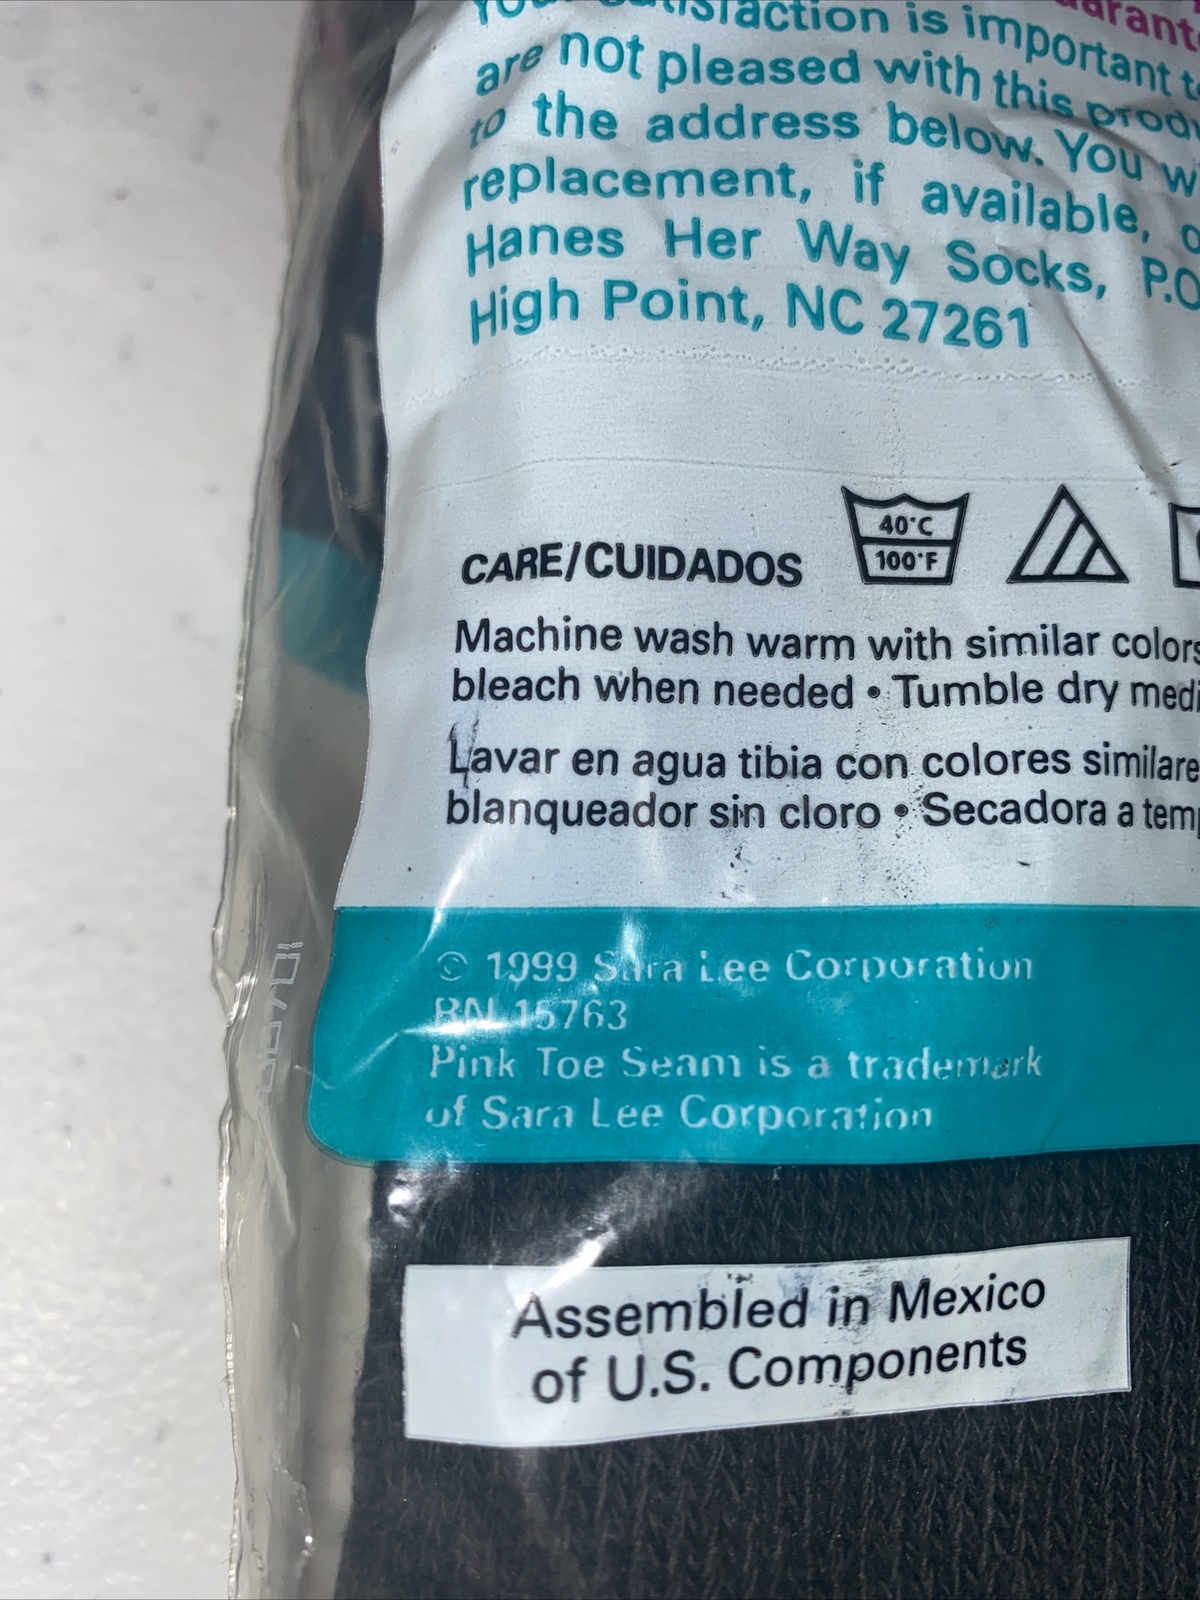 satisfaction is important
are not pleased with this
to the address below. You
replacement, if available,
Hanes Her Way Socks, P.O
High Point, NC 27261
CARE/CUIDADOS
40°C
100°F
Machine wash warm with similar colors
bleach when needed • Tumble dry
Lavar en agua tibia con colores
blanqueador sin cloro • Secadora a
© 1999 Sara Lee Corporation
RN 15763
Pink Toe Seam is a trademark
of Sara Lee Corporation
Assembled in Mexico
of U.S. Components